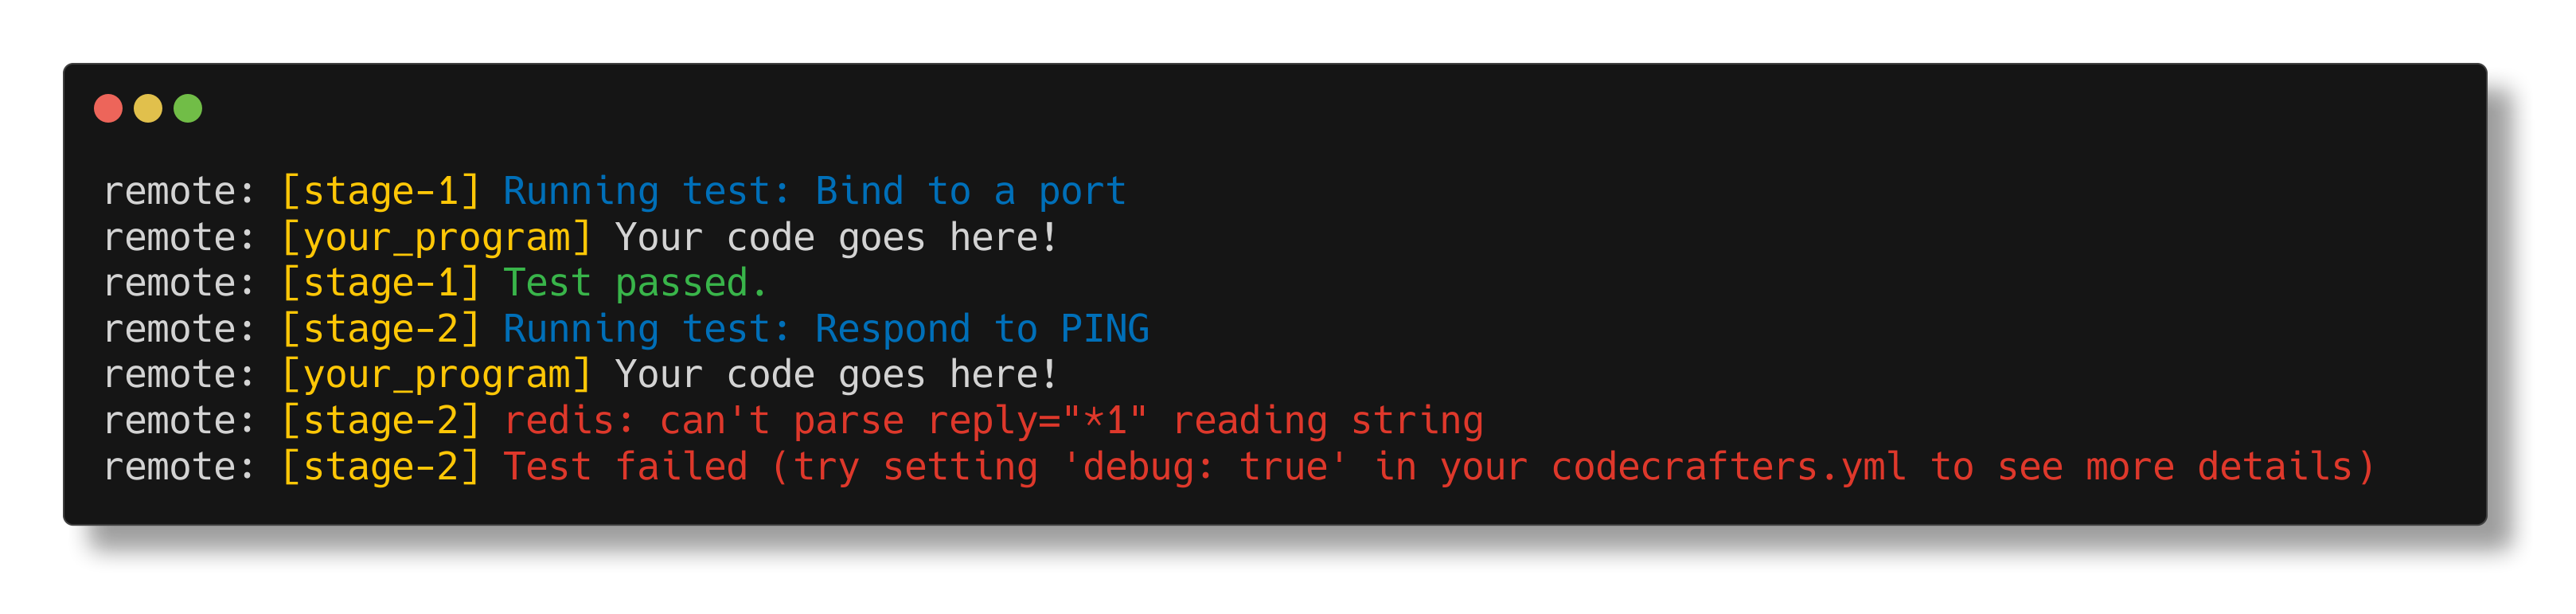 remote: [stage-1] Running test: Bind to a port
remote: [your_program] Your code goes here!
remote: [stage-1] Test passed.
remote: [stage-2] Running test: Respond to PING
remote: [your_program] Your code goes here!
remote: [stage-2] redis: can't parse reply="*1" reading string
remote: [stage-2] Test failed (try setting 'debug: true' in your codecrafters.yml to see more details)